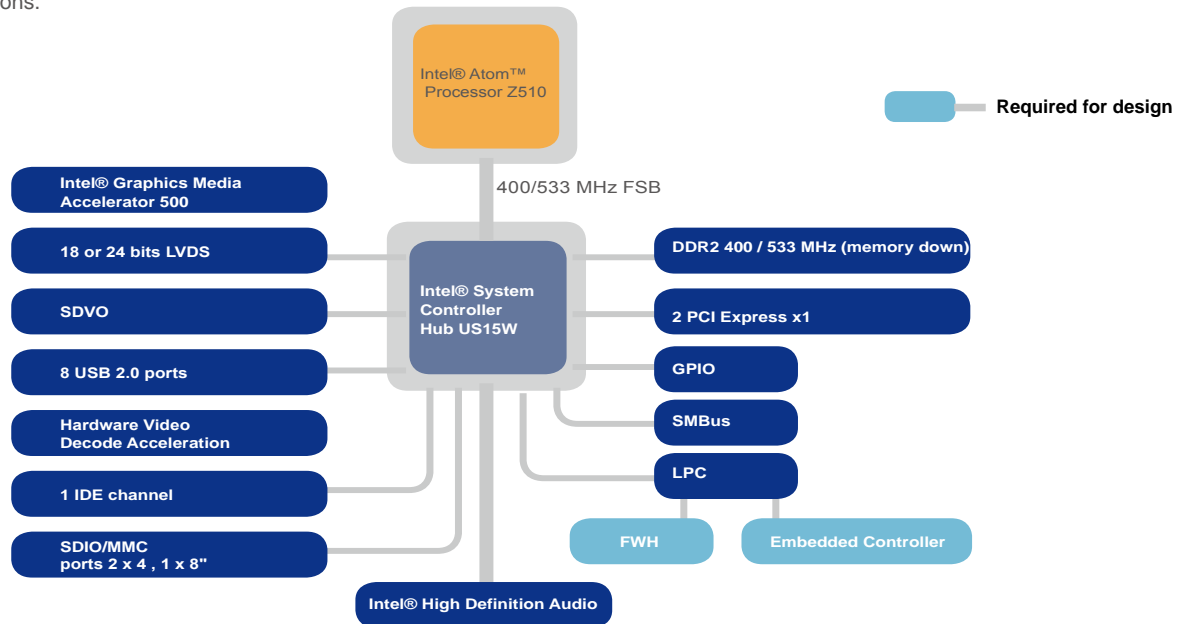 ons.
Intel® Atom™
Processor Z510
Required for design
400/533 MHz FSB
Intel® Graphics Media
Accelerator 500
18 or 24 bits LVDS
SDVO
8 USB 2.0 ports
Hardware Video
Decode Acceleration
1 IDE channel
SDIO/MMC
ports 2 x 4 , 1 x 8"
Intel® System
Controller
Hub US15W
DDR2 400 / 533 MHz (memory down)
2 PCI Express x1
GPIO
SMBus
LPC
FWH
Embedded Controller
Intel® High Definition Audio